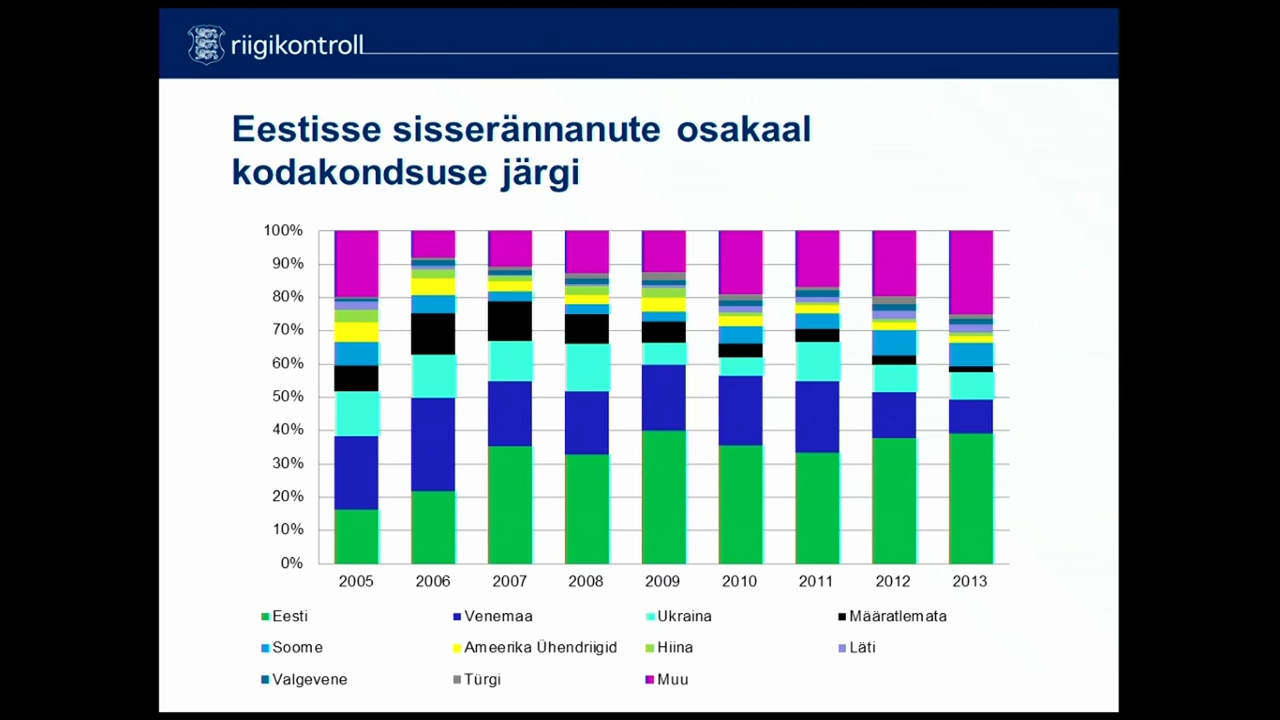 riigikontroll
Eestisse sisserännanute osakaal
kodakondsuse järgi
100%
90%
80%
70%
60%
50%
40%
30%
20%
10%
0%
2005 2006 2007 2008 2009 2010 2011 2012 2013
Eesti Venemaa Ukraina Määratlemata
Soome Ameerika Ühendriigid Hiina Läti
Valgevene Türgi Muu